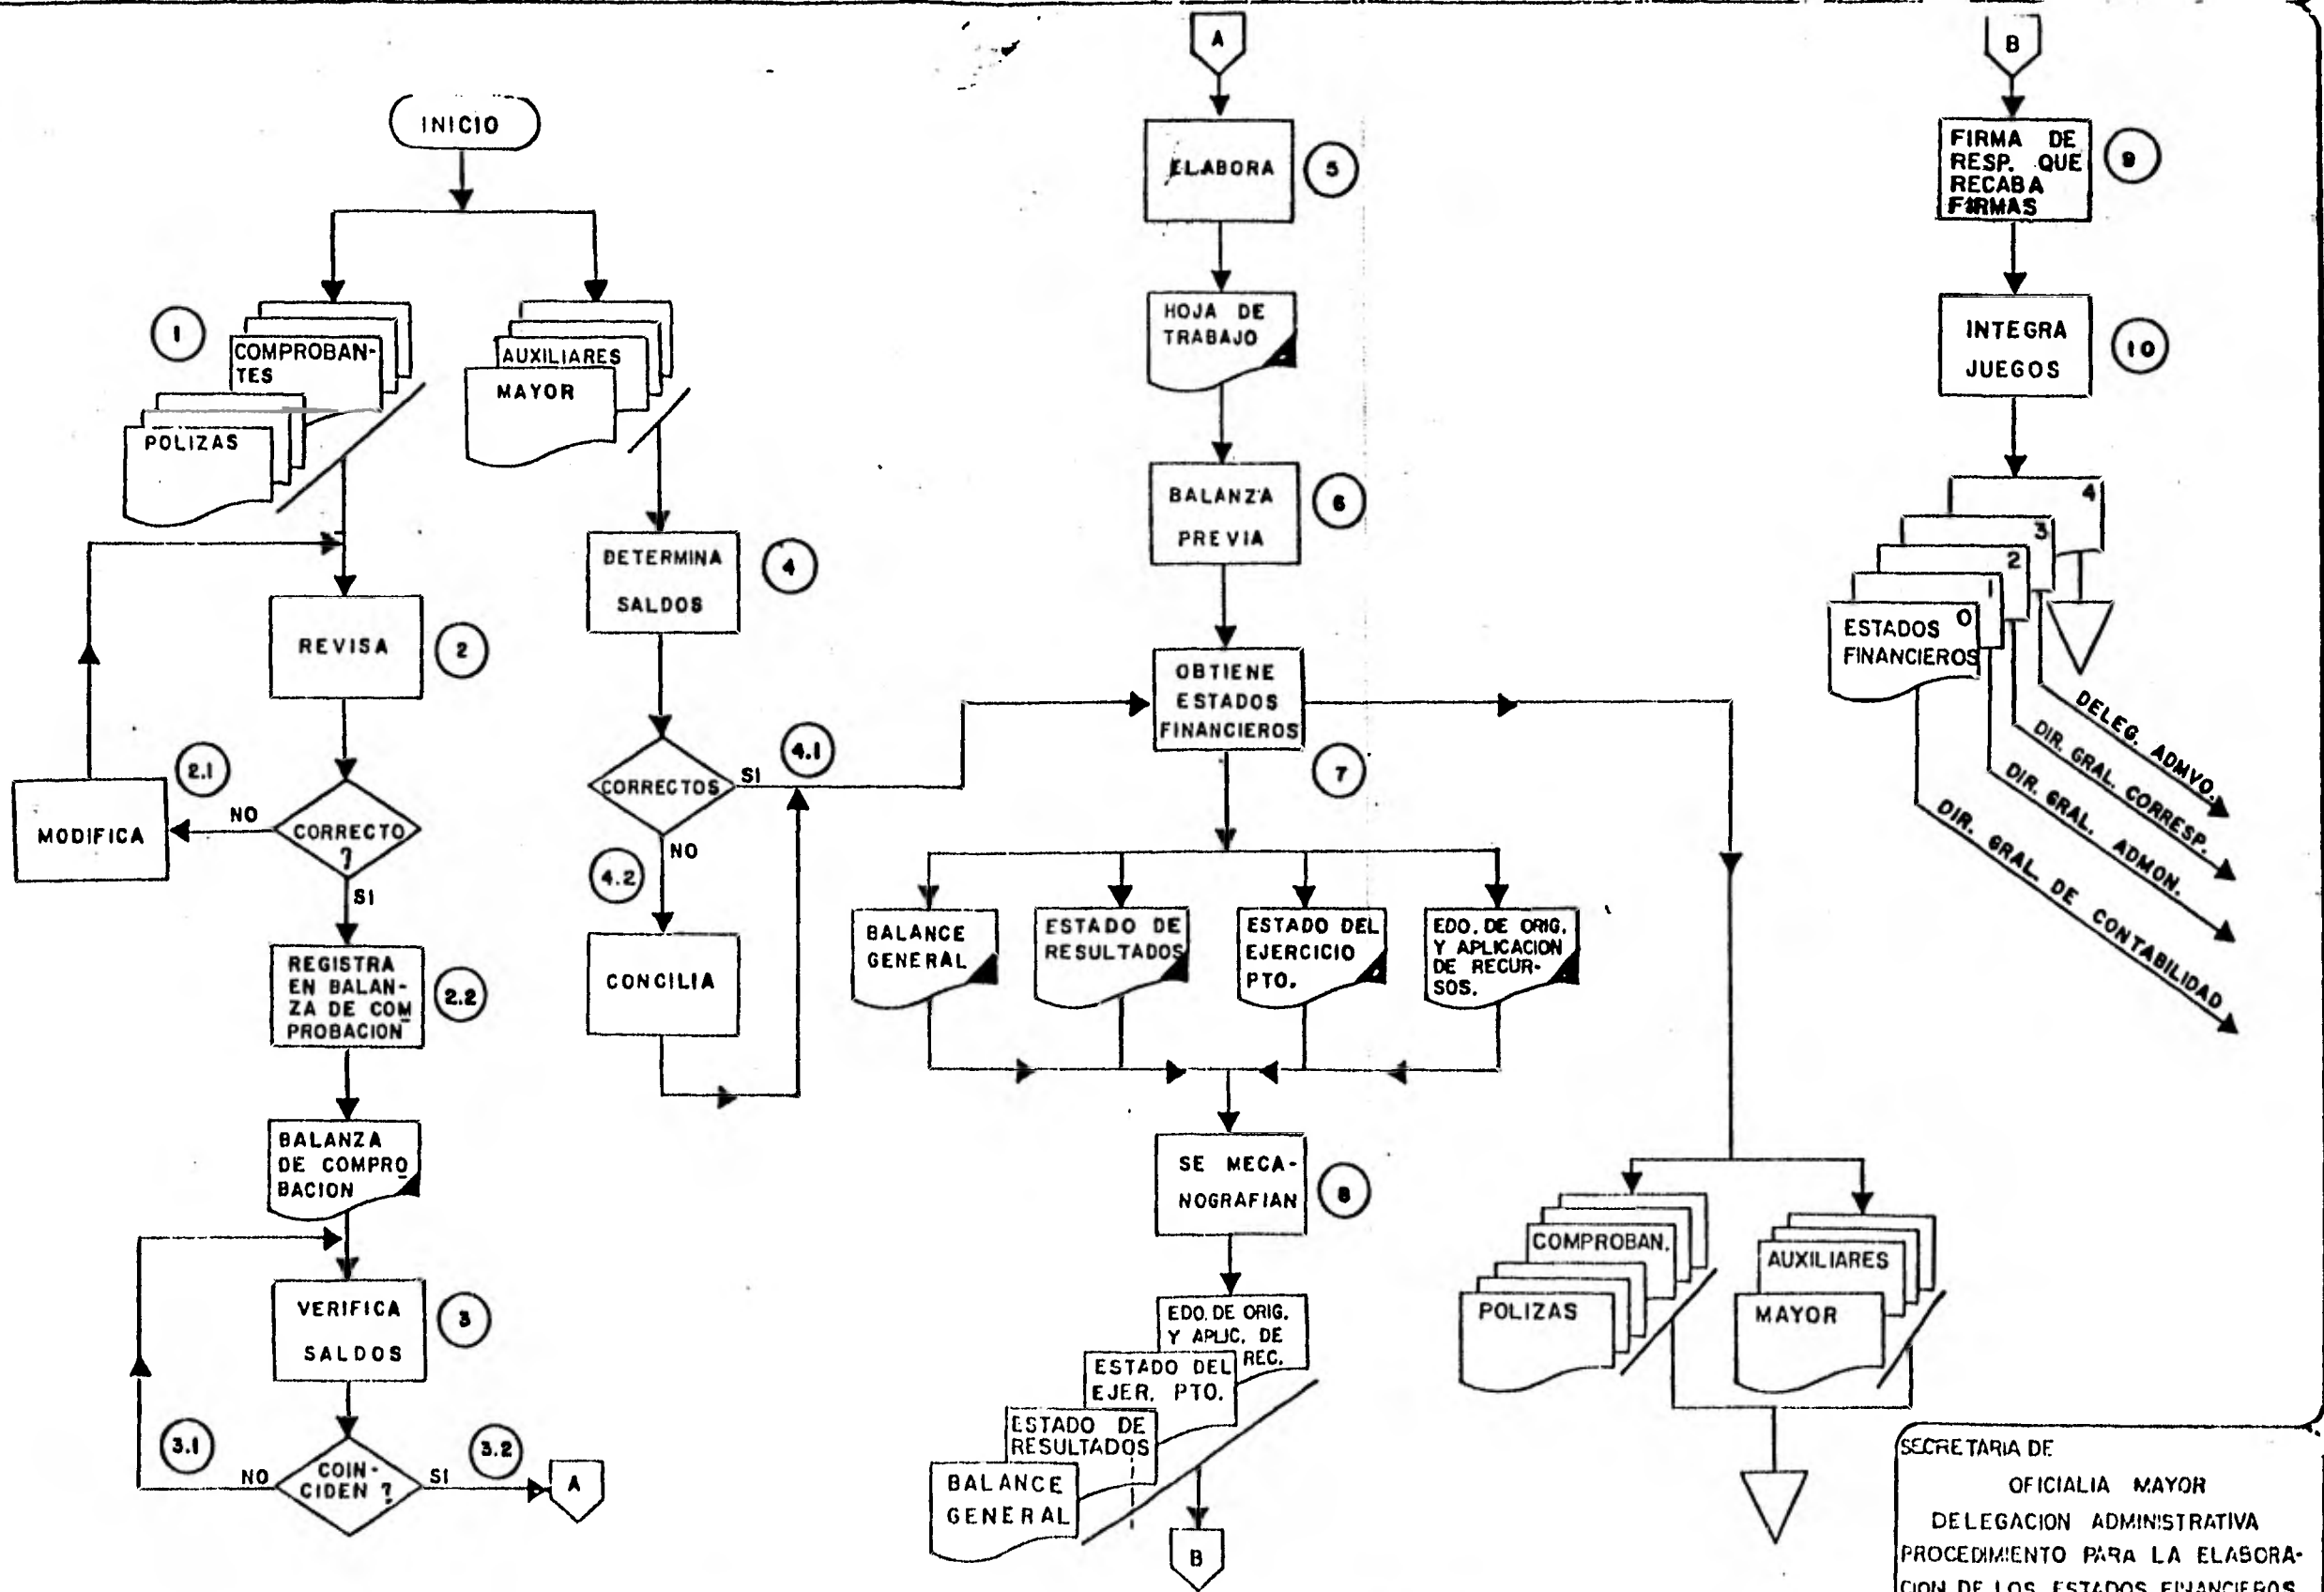 INICIO
1
COMPROBAN-
TES
POLIZAS
AUXILIARES
MAYOR
REVISA
2
CORRECTO
?
NO
2.1
MODIFICA
SI
REGISTRA
EN BALAN-
ZA DE COM
PROBACION
2.2
BALANZA
DE COMPRO
BACION
VERIFICA
SALDOS
3
COIN-
CIDEN ?
NO
3.1
SI
3.2
A
DETERMINA
SALDOS
4
CORRECTOS
SI
4.1
NO
4.2
CONCILIA
A
ELABORA
5
HOJA DE
TRABAJO
BALANZA
PREVIA
6
OBTIENE
ESTADOS
FINANCIEROS
7
BALANCE
GENERAL
ESTADO DE
RESULTADOS
ESTADO DEL
EJERCICIO
PTO.
EDO. DE ORIG.
Y APLICACION
DE RECUR-
SOS.
SE MECA-
NOGRAFIAN
8
EDO. DE ORIG.
Y APLIC. DE
REC.
ESTADO DEL
EJER. PTO.
ESTADO DE
RESULTADOS
BALANCE
GENERAL
B
COMPROBAN.
POLIZAS
AUXILIARES
MAYOR
B
FIRMA DE
RESP. QUE
RECABA
FIRMAS
9
INTEGRA
JUEGOS
10
4
3
2
1
0
ESTADOS
FINANCIEROS
DELEG. ADMVO.
DIR. GRAL. CORRESP.
DIR. GRAL. ADMON.
DIR. GRAL. DE CONTABILIDAD
SECRETARIA DE
OFICIALIA MAYOR
DELEGACION ADMINISTRATIVA
PROCEDIMIENTO PARA LA ELABORA-
CION DE LOS ESTADOS FINANCIEROS